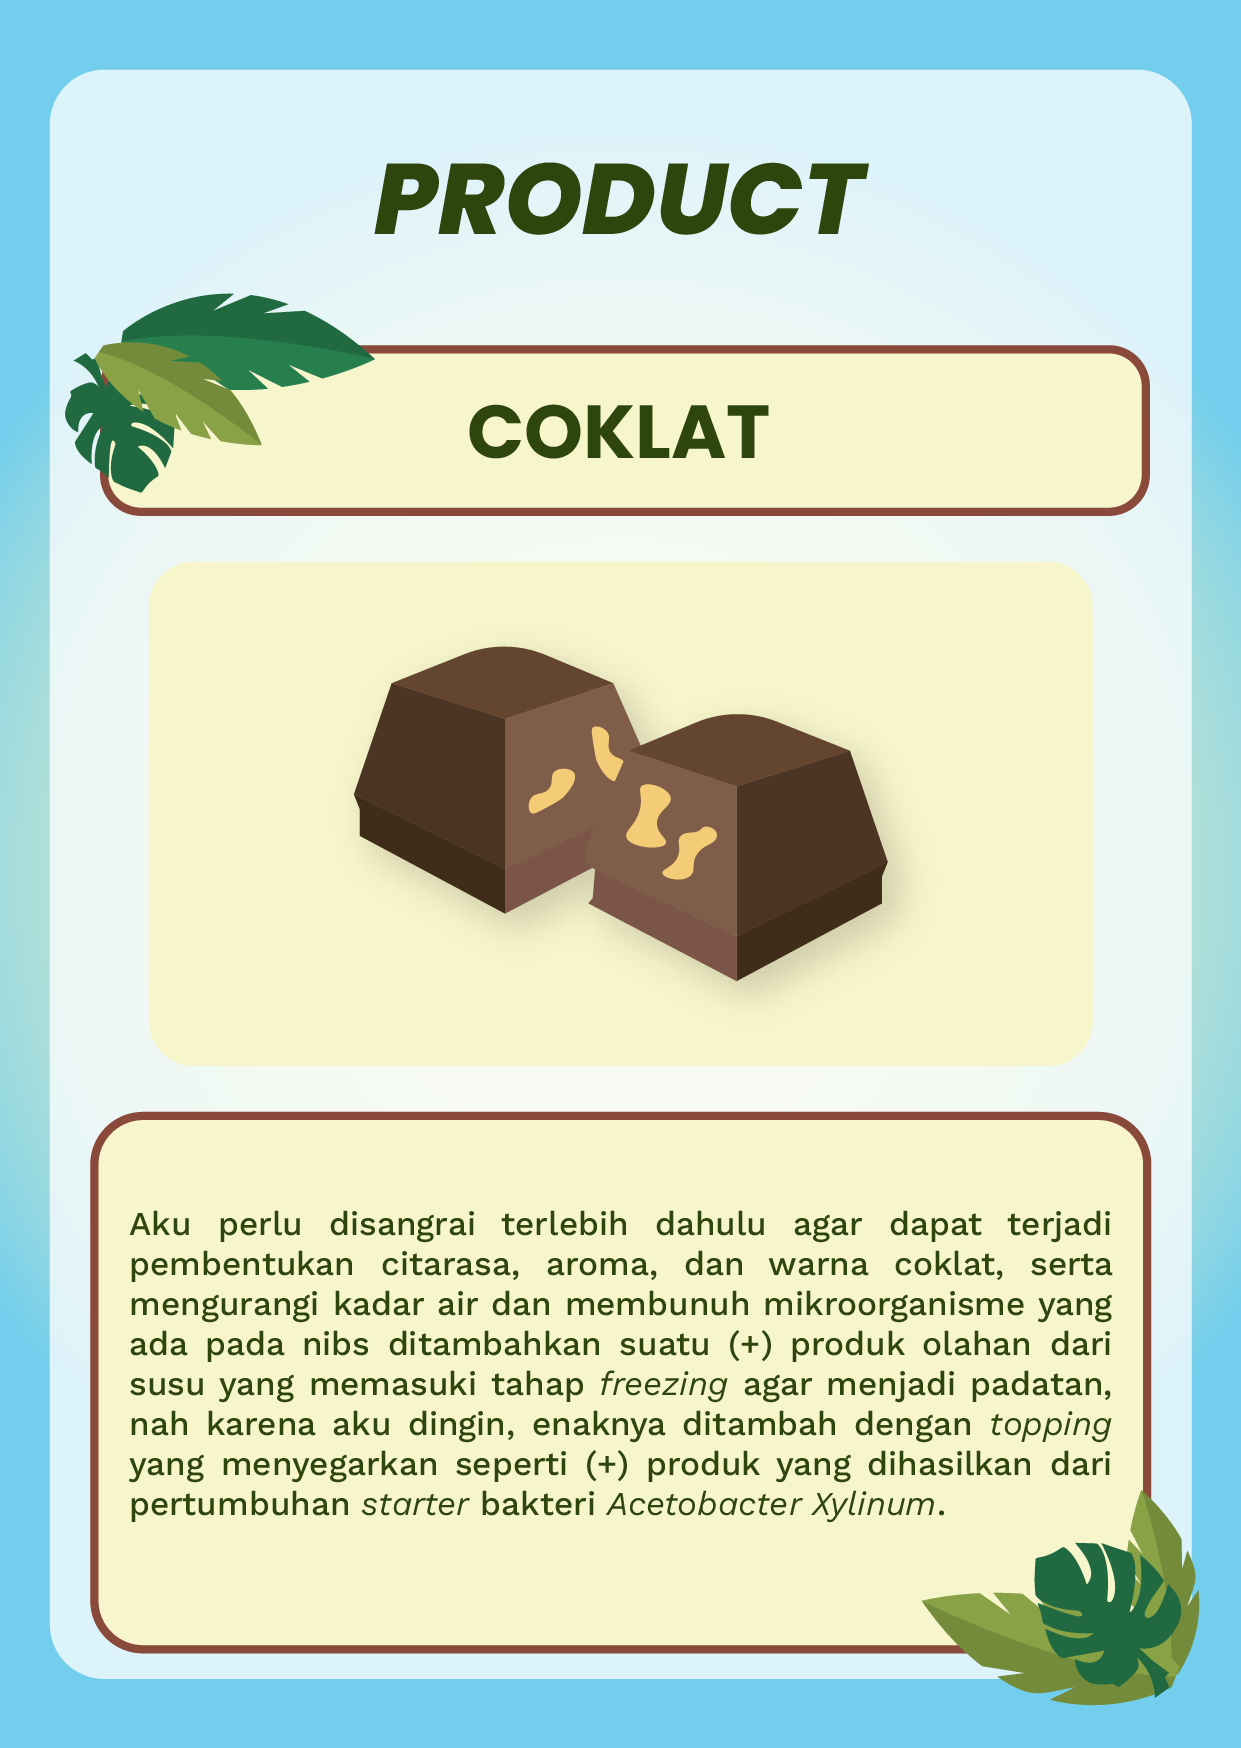 PRODUCT
COKLAT
Aku perlu disangrai terlebih dahulu agar dapat terjadi
pembentukan citarasa, aroma, dan warna coklat, serta
mengurangi kadar air dan membunuh mikroorganisme yang
ada pada nibs ditambahkan suatu (+) produk olahan dari
susu yang memasuki tahap freezing agar menjadi padatan,
nah karena aku dingin, enaknya ditambah dengan topping
yang menyegarkan seperti (+) produk yang dihasilkan dari
pertumbuhan starter bakteri Acetobacter Xylinum.